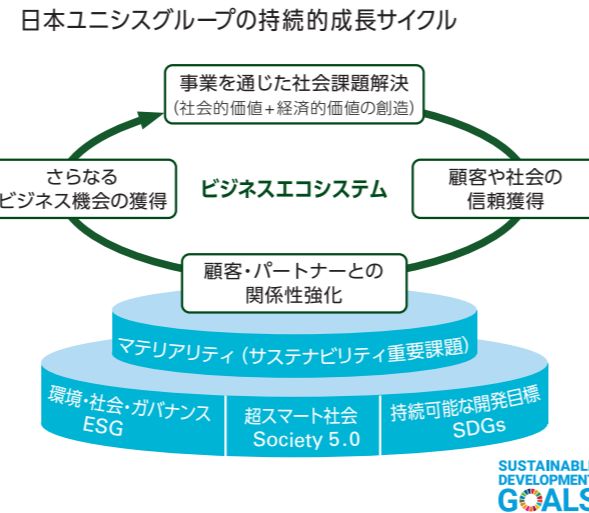 日本ユニシスグループの持続的成長サイクル
事業を通じた社会課題解決
(社会的価値+経済的価値の創造)
さらなる
ビジネス機会の獲得
ビジネスエコシステム
顧客や社会の
信頼獲得
顧客・パートナーとの
関係性強化
マテリアリティ(サステナビリティ重要課題)
環境・社会・ガバナンス
ESG
超スマート社会
Society 5.0
持続可能な開発目標
SDGs
SUSTAINABLE
DEVELOPMENT
GOALS